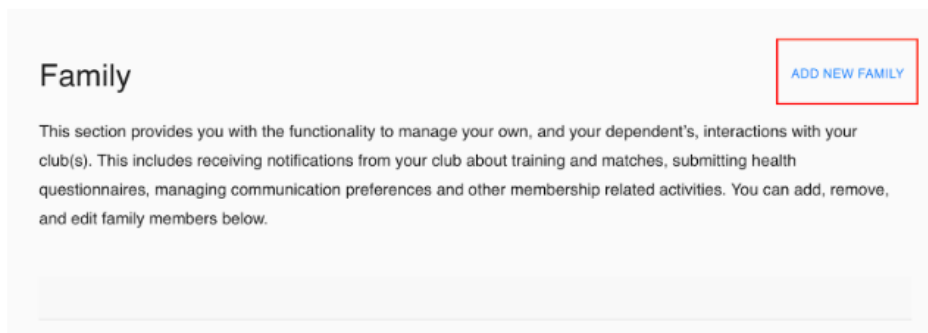 Family
ADD NEW FAMILY
This section provides you with the functionality to manage your own, and your dependent's, interactions with your
club(s). This includes receiving notifications from your club about training and matches, submitting health
questionnaires, managing communication preferences and other membership related activities. You can add, remove,
and edit family members below.